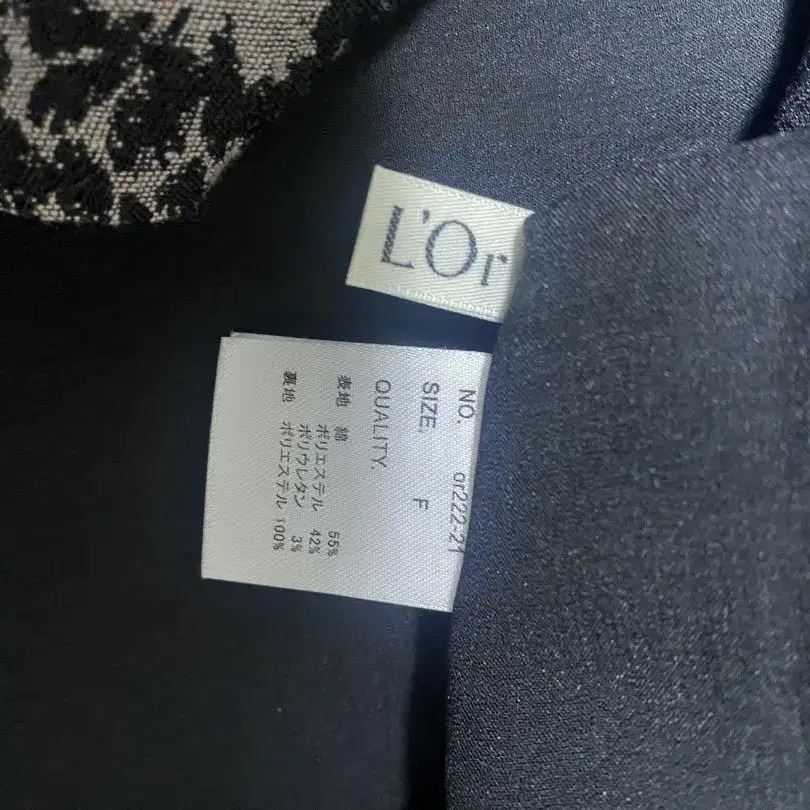 NO. or222-21
SIZE. F
QUALITY.
表地 綿 55%
ポリエステル 42%
ポリウレタン 3%
裏地 ポリエステル 100%